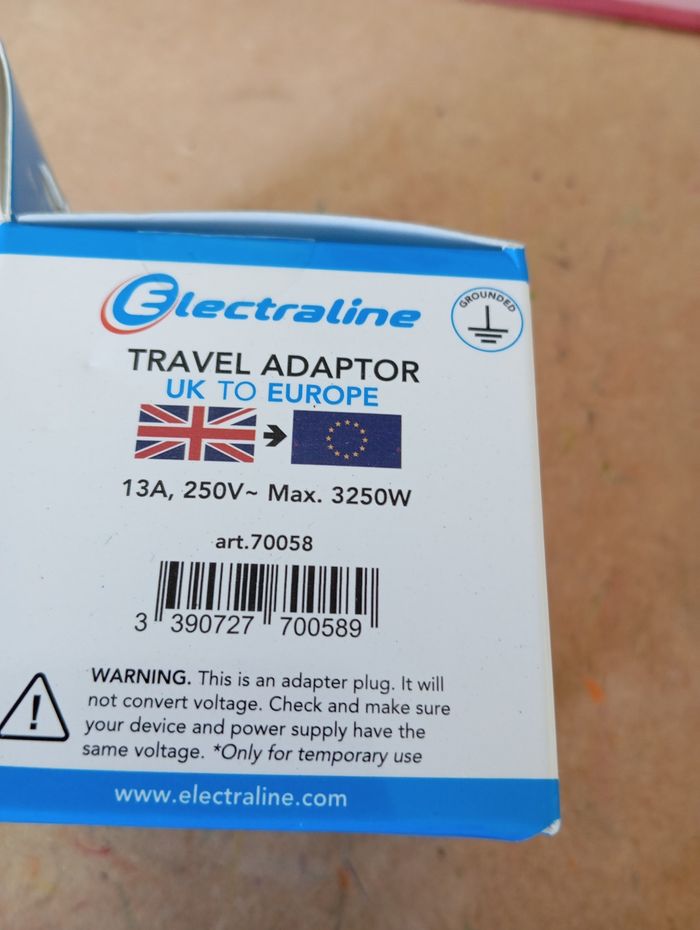 Electraline
GROUNDED
TRAVEL ADAPTOR
UK TO EUROPE
13A, 250V~ Max. 3250W
art.70058
3 390727 700589
WARNING. This is an adapter plug. It will
not convert voltage. Check and make sure
your device and power supply have the
same voltage. *Only for temporary use
www.electraline.com